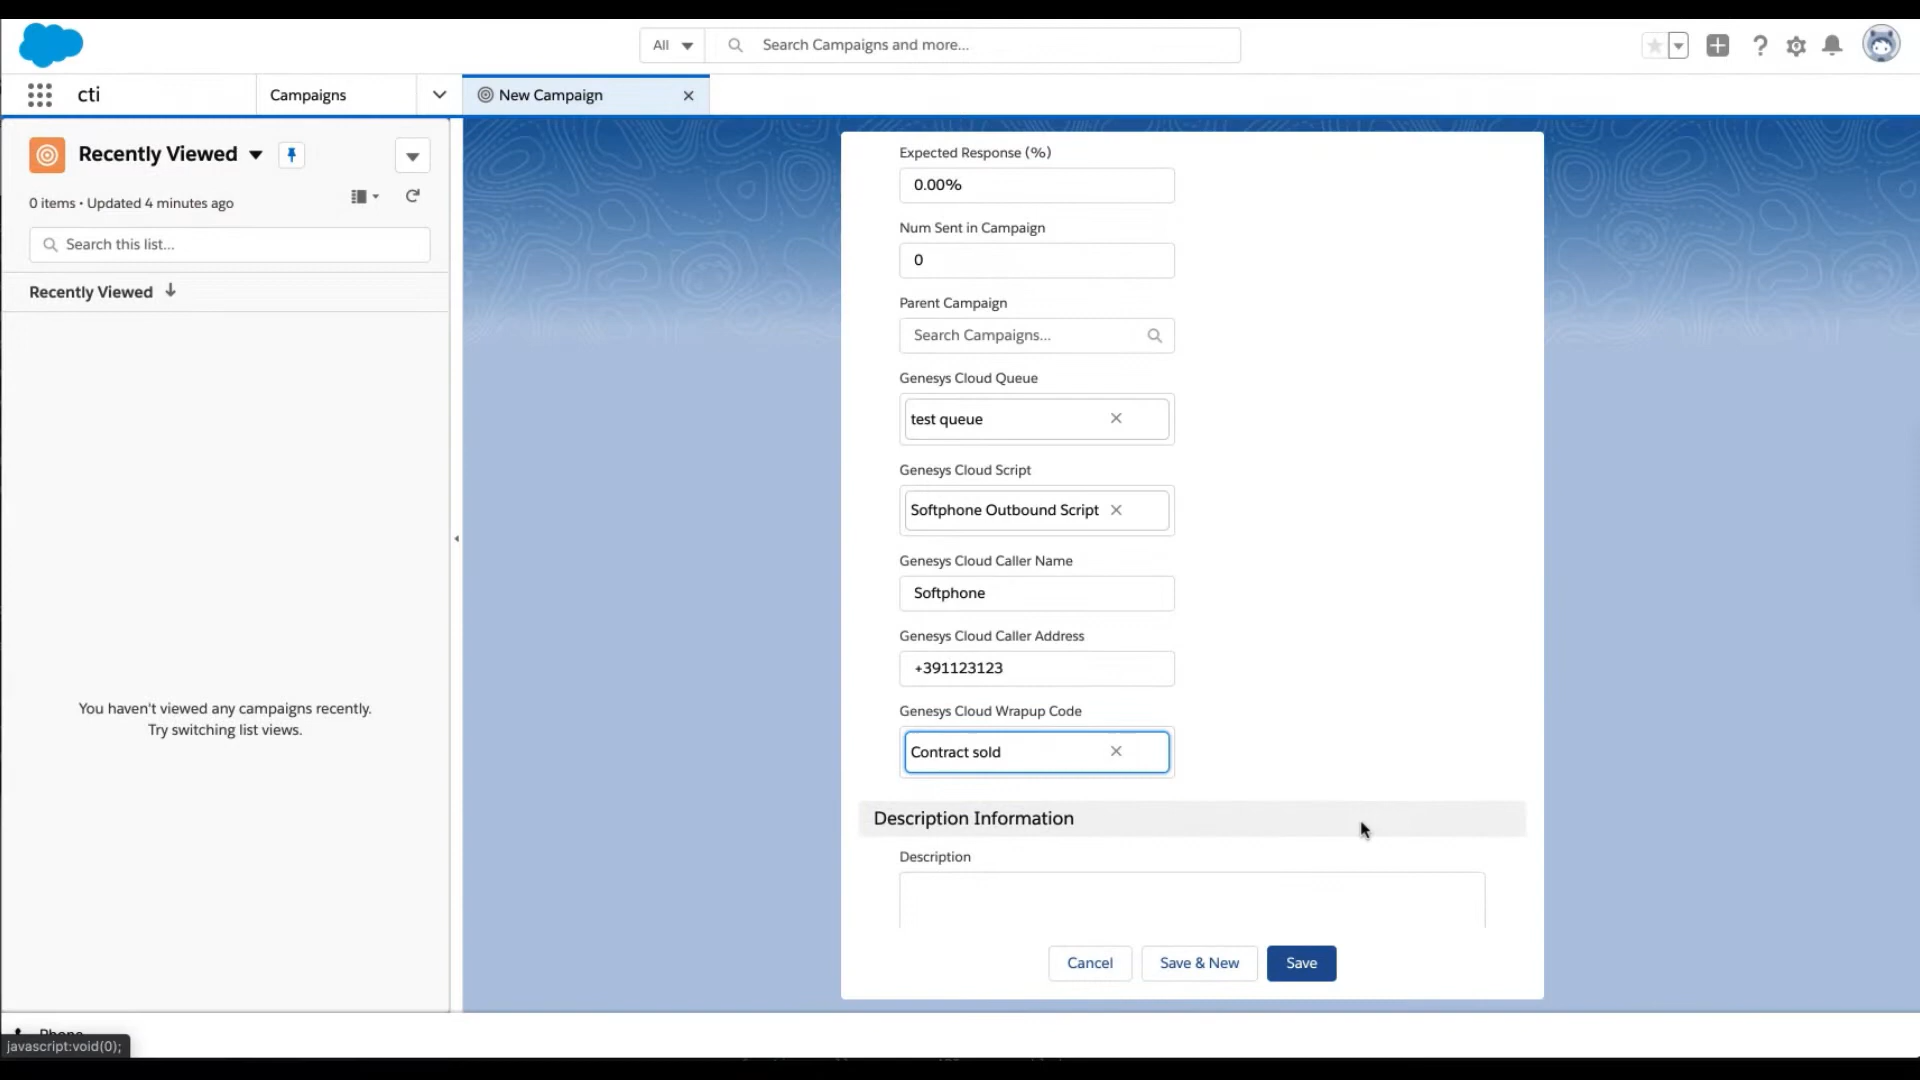 All
Search Campaigns and more...
cti
Campaigns
New Campaign
Recently Viewed
0 items • Updated 4 minutes ago
Search this list...
Recently Viewed
You haven't viewed any campaigns recently.
Try switching list views.
Expected Response (%)
0.00%
Num Sent in Campaign
0
Parent Campaign
Search Campaigns...
Genesys Cloud Queue
test queue
Genesys Cloud Script
Softphone Outbound Script
Genesys Cloud Caller Name
Softphone
Genesys Cloud Caller Address
+391123123
Genesys Cloud Wrapup Code
Contract sold
Description Information
Description
Cancel
Save & New
Save
Phone
javascript:void(0);